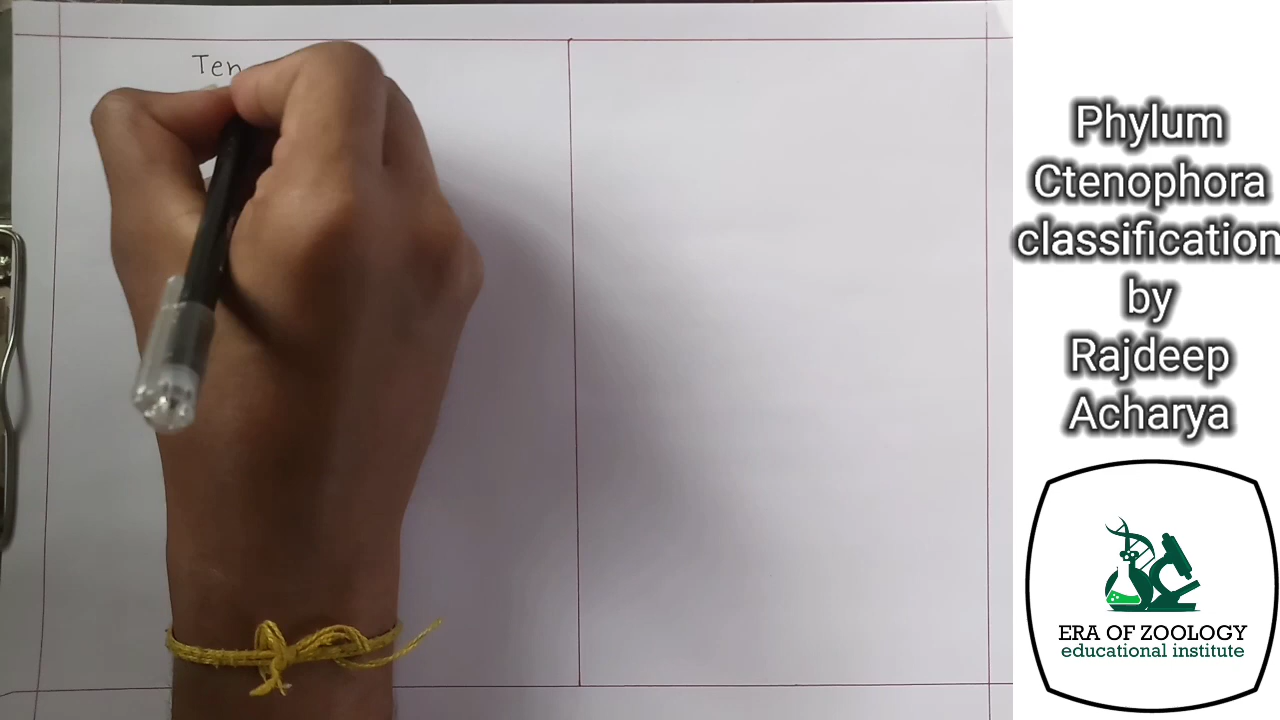 Ten
Phylum
Ctenophora
classification
by
Rajdeep
Acharya
ERA OF ZOOLOGY
educational institute